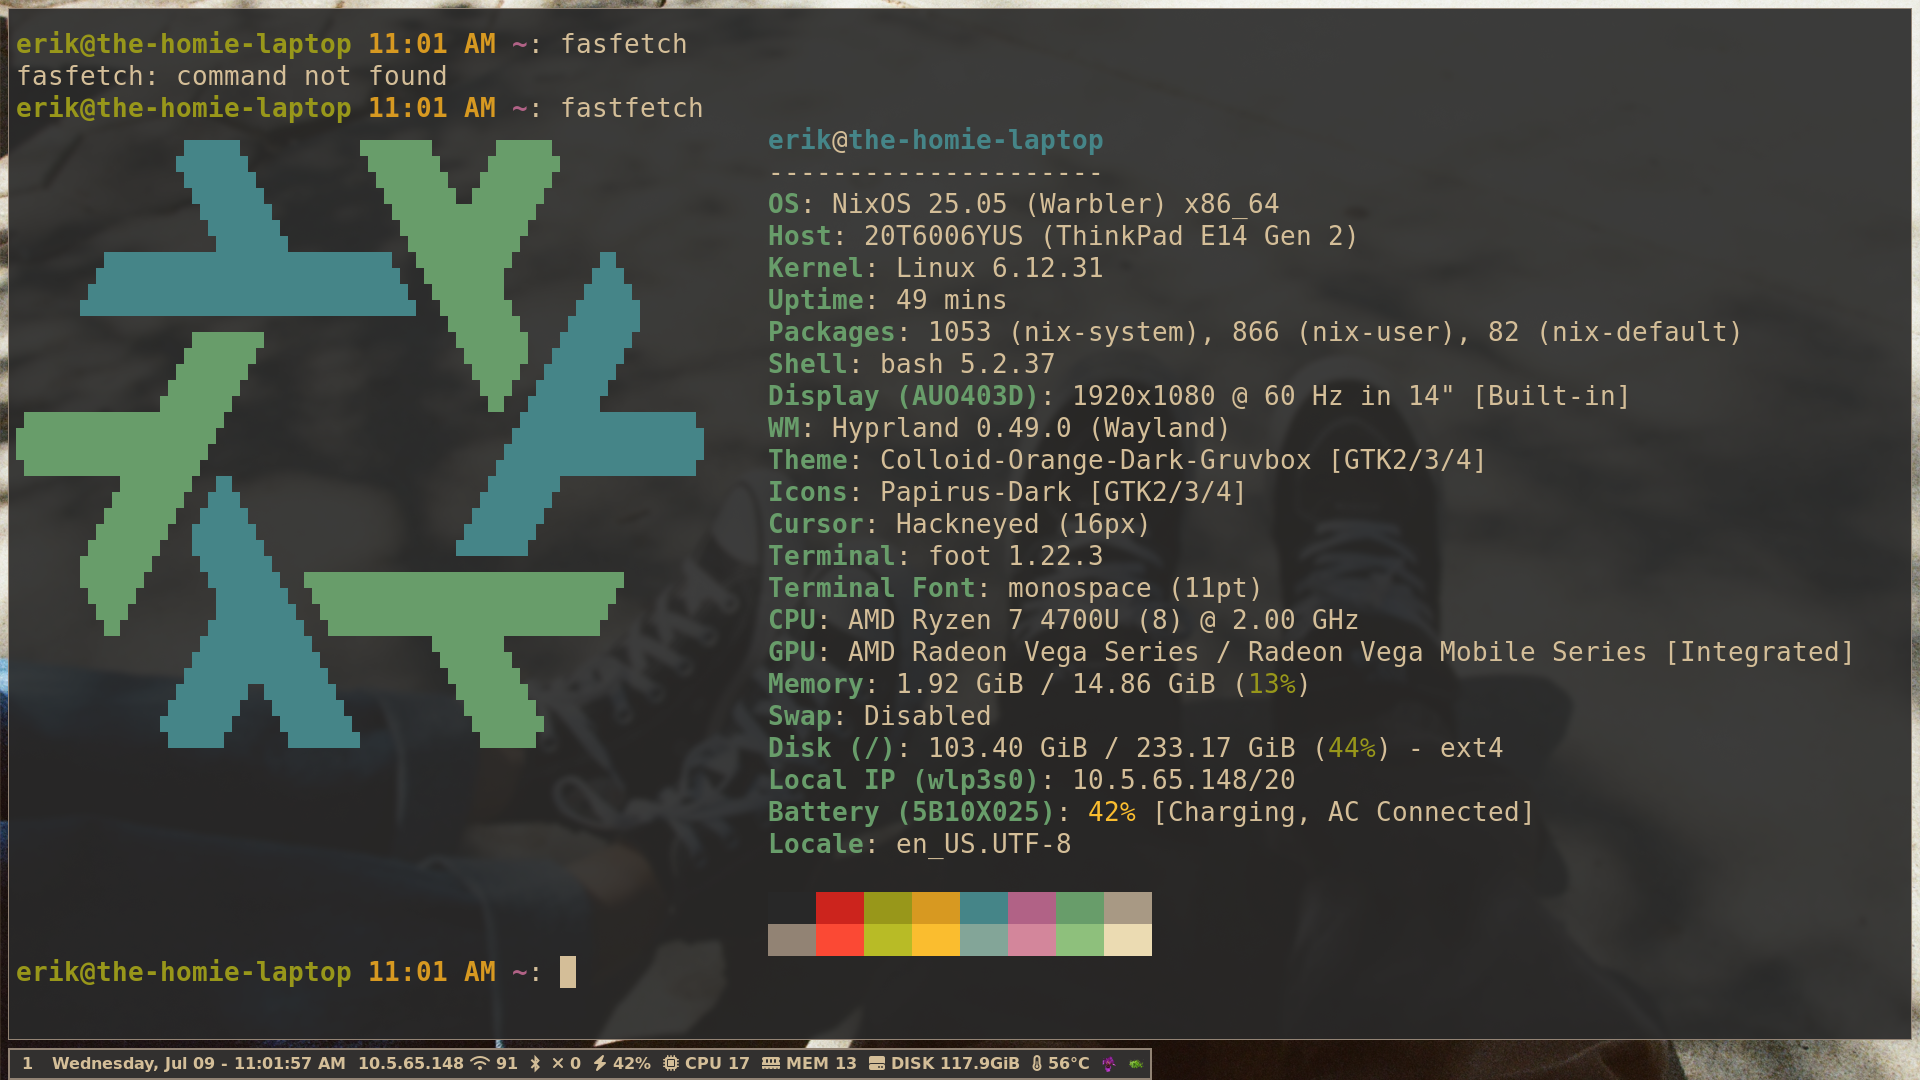 erik@the-homie-laptop 11:01 AM ~: fasfetch
fasfetch: command not found
erik@the-homie-laptop 11:01 AM ~: fastfetch
erik@the-homie-laptop
---------------------
OS: NixOS 25.05 (Warbler) x86_64
Host: 20T6006YUS (ThinkPad E14 Gen 2)
Kernel: Linux 6.12.31
Uptime: 49 mins
Packages: 1053 (nix-system), 866 (nix-user), 82 (nix-default)
Shell: bash 5.2.37
Display (AUO403D): 1920x1080 @ 60 Hz in 14" [Built-in]
WM: Hyprland 0.49.0 (Wayland)
Theme: Colloid-Orange-Dark-Gruvbox [GTK2/3/4]
Icons: Papirus-Dark [GTK2/3/4]
Cursor: Hackneyed (16px)
Terminal: foot 1.22.3
Terminal Font: monospace (11pt)
CPU: AMD Ryzen 7 4700U (8) @ 2.00 GHz
GPU: AMD Radeon Vega Series / Radeon Vega Mobile Series [Integrated]
Memory: 1.92 GiB / 14.86 GiB (13%)
Swap: Disabled
Disk (/): 103.40 GiB / 233.17 GiB (44%) - ext4
Local IP (wlp3s0): 10.5.65.148/20
Battery (5B10X025): 42% [Charging, AC Connected]
Locale: en_US.UTF-8
erik@the-homie-laptop 11:01 AM ~:
1 Wednesday, Jul 09 - 11:01:57 AM 10.5.65.148 91 × 0 42% CPU 17 MEM 13 DISK 117.9GiB 56°C